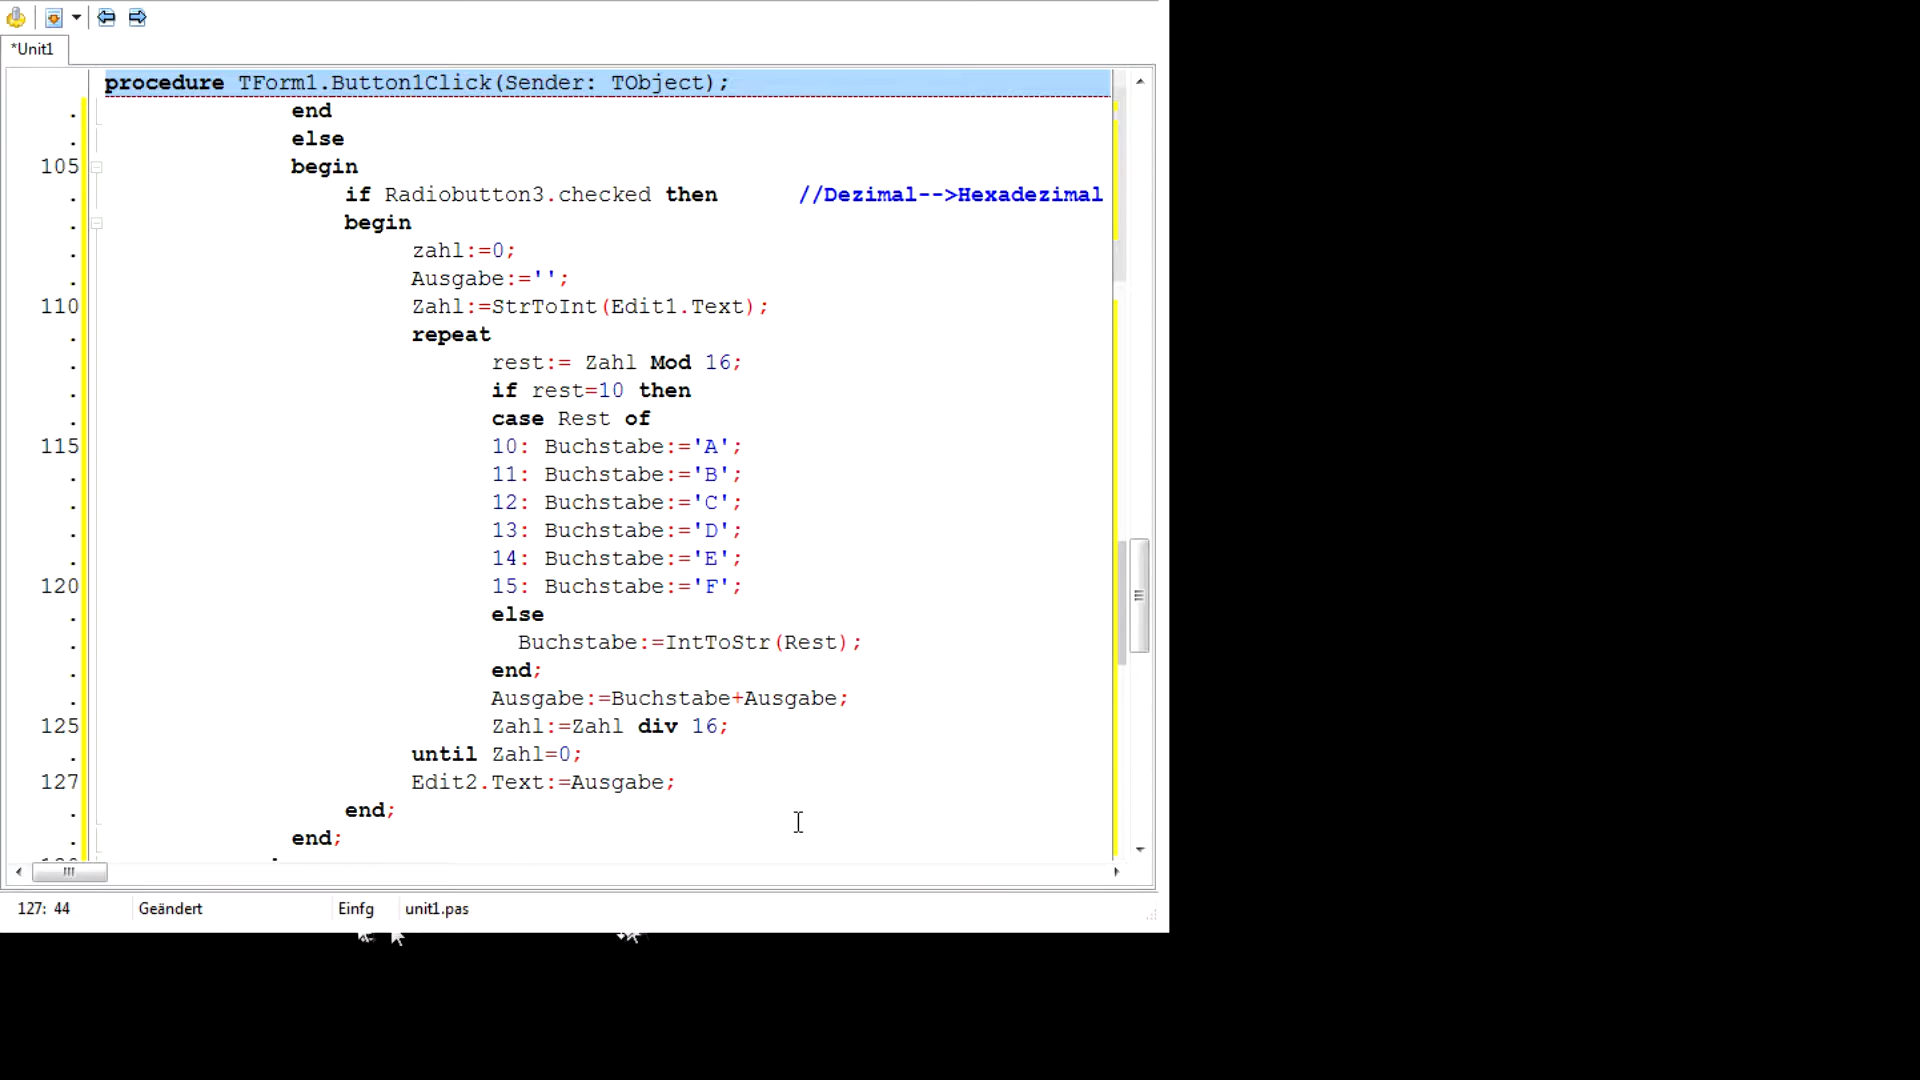 *Unit1
procedure TForm1.Button1Click(Sender: TObject);
. end
. else
105 begin
. if Radiobutton3.checked then //Dezimal-->Hexadezimal
. begin
. zahl:=0;
. Ausgabe:='';
110 Zahl:=StrToInt(Edit1.Text);
. repeat
. rest:= Zahl Mod 16;
. if rest=10 then
. case Rest of
115 10: Buchstabe:='A';
. 11: Buchstabe:='B';
. 12: Buchstabe:='C';
. 13: Buchstabe:='D';
. 14: Buchstabe:='E';
120 15: Buchstabe:='F';
. else
. Buchstabe:=IntToStr(Rest);
. end;
. Ausgabe:=Buchstabe+Ausgabe;
125 Zahl:=Zahl div 16;
. until Zahl=0;
127 Edit2.Text:=Ausgabe;
. end;
. end;
127: 44 Geändert Einfg unit1.pas